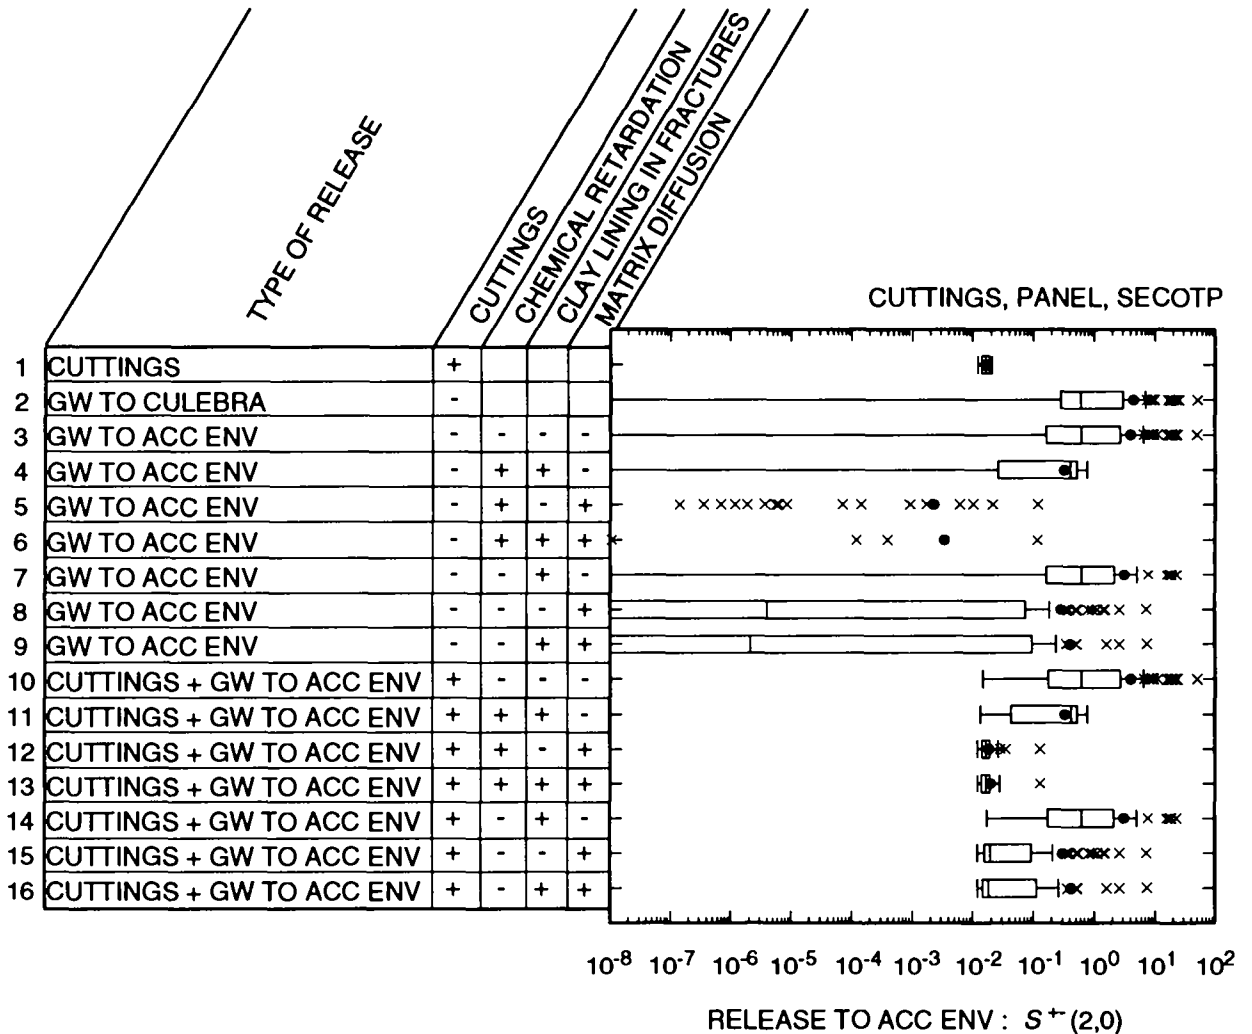 TYPE OF RELEASE
CUTTINGS
CHEMICAL RETARDATION
CLAY LINING IN FRACTURES
MATRIX DIFFUSION
CUTTINGS, PANEL, SECOTP
1 CUTTINGS +
2 GW TO CULEBRA -
3 GW TO ACC ENV - - - -
4 GW TO ACC ENV - + + -
5 GW TO ACC ENV - + - +
6 GW TO ACC ENV - + + +
7 GW TO ACC ENV - - + -
8 GW TO ACC ENV - - - +
9 GW TO ACC ENV - - + +
10 CUTTINGS + GW TO ACC ENV + - - -
11 CUTTINGS + GW TO ACC ENV + + + -
12 CUTTINGS + GW TO ACC ENV + + - +
13 CUTTINGS + GW TO ACC ENV + + + +
14 CUTTINGS + GW TO ACC ENV + - + -
15 CUTTINGS + GW TO ACC ENV + - - +
16 CUTTINGS + GW TO ACC ENV + - + +
10⁻⁸ 10⁻⁷ 10⁻⁶ 10⁻⁵ 10⁻⁴ 10⁻³ 10⁻² 10⁻¹ 10⁰ 10¹ 10²
RELEASE TO ACC ENV : S⁺⁻(2,0)